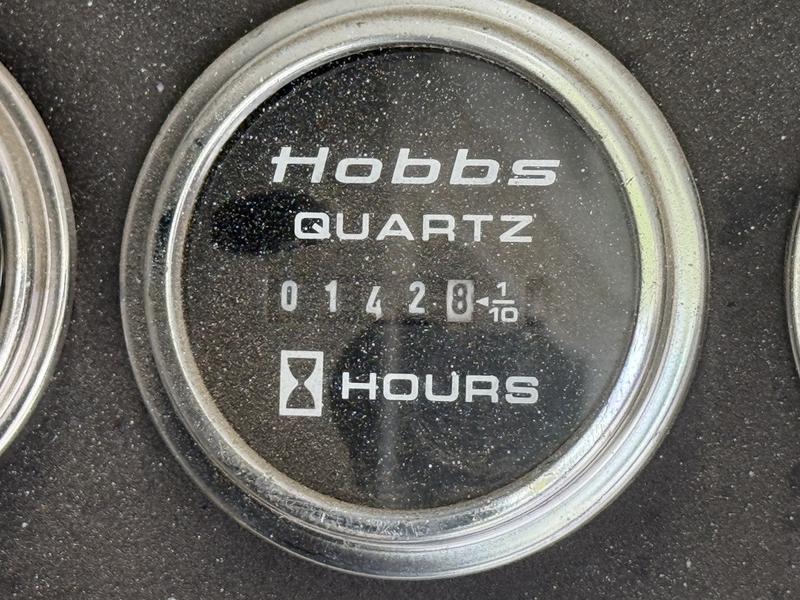 Hobbs
QUARTZ
0 1 4 2 8 ◄ 1/10
HOURS